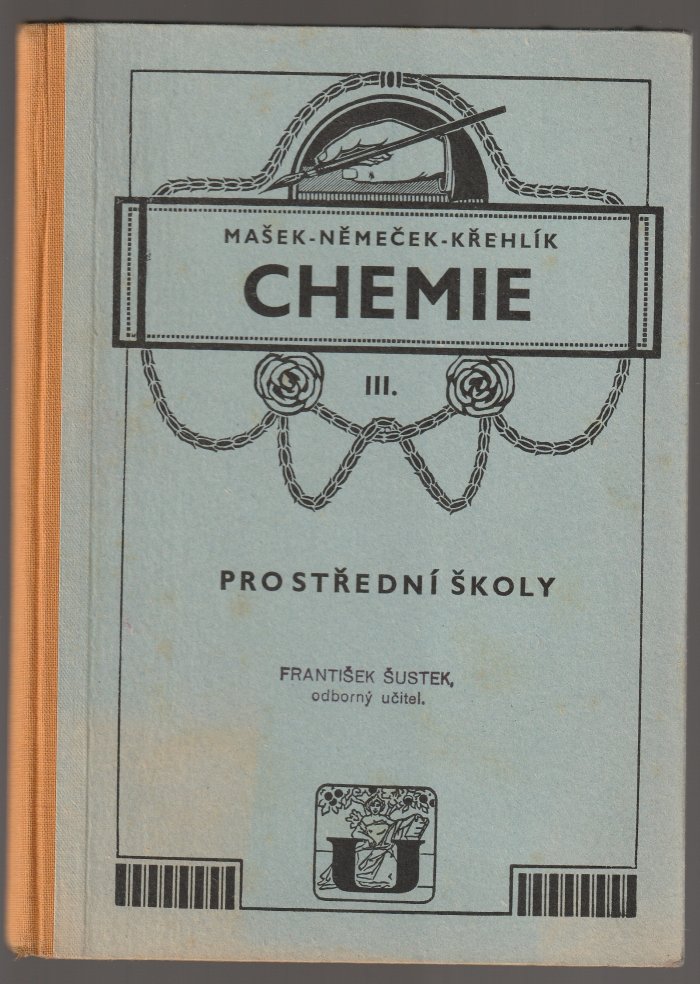 MAŠEK-NĚMEČEK-KŘEHLÍK
CHEMIE
III.
PRO STŘEDNÍ ŠKOLY
FRANTIŠEK ŠUSTEK,
odborný učitel.
U